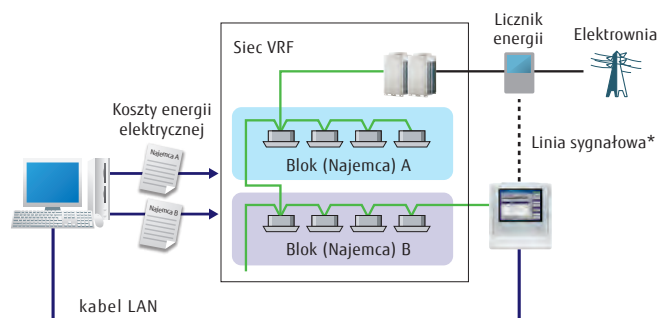 Siec VRF
Licznik
energii
Elektrownia
Koszty energii
elektrycznej
Najemca A
Najemca B
Blok (Najemca) A
Blok (Najemca) B
Linia sygnałowa*
kabel LAN